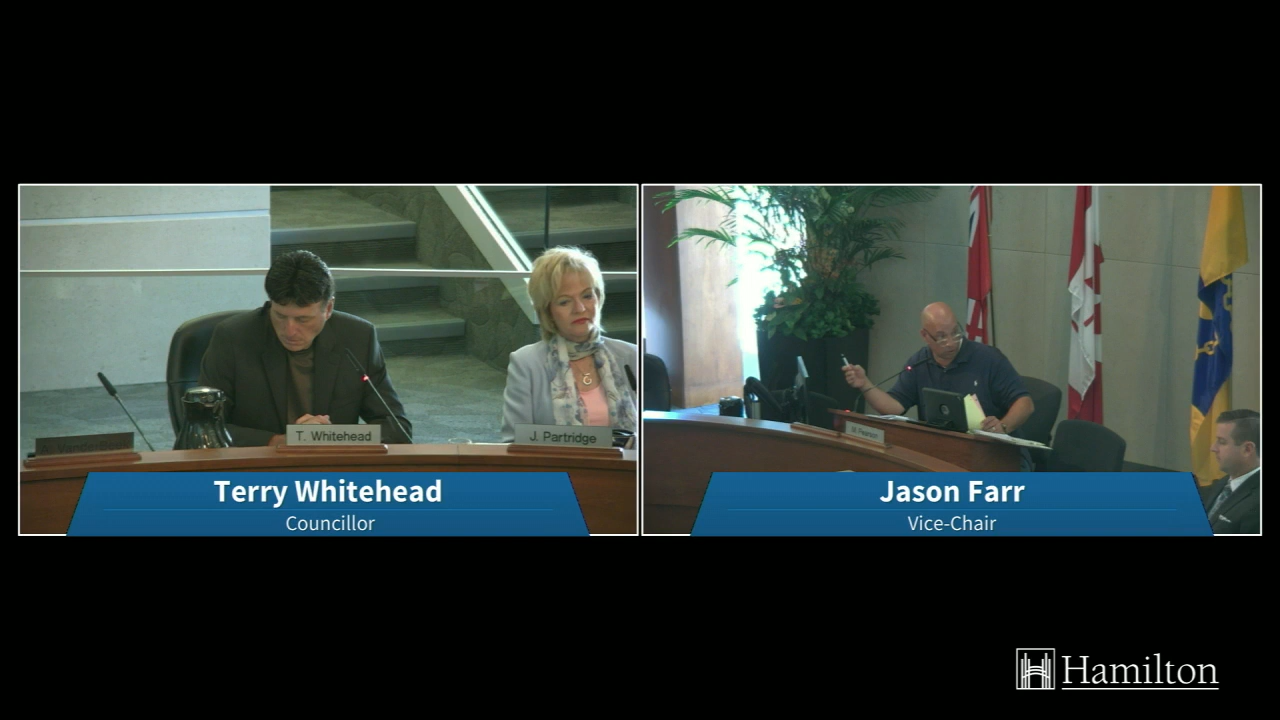 T. Whitehead
J. Partridge
Terry Whitehead
Councillor
Jason Farr
Vice-Chair
Hamilton